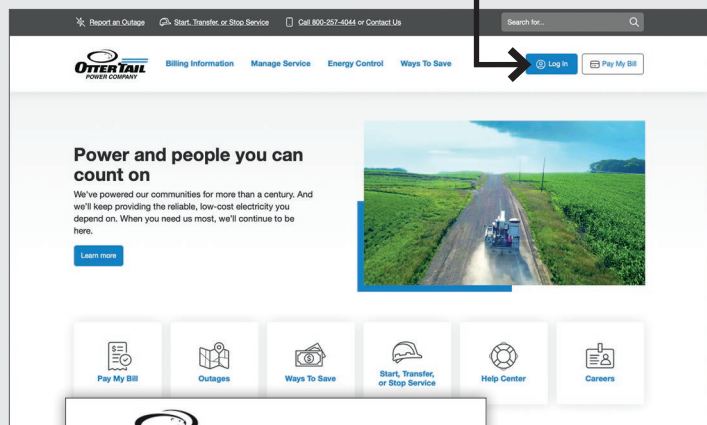 Report an Outage Start, Transfer, or Stop Service Call 800-257-4044 or Contact Us Search for...
OTTER TAIL
POWER COMPANY
Billing Information Manage Service Energy Control Ways To Save Log In Pay My Bill
Power and people you can
count on
We've powered our communities for more than a century. And
we'll keep providing the reliable, low-cost electricity you
depend on. When you need us most, we'll continue to be
here.
Learn more
Pay My Bill Outages Ways To Save Start, Transfer,
or Stop Service Help Center Careers